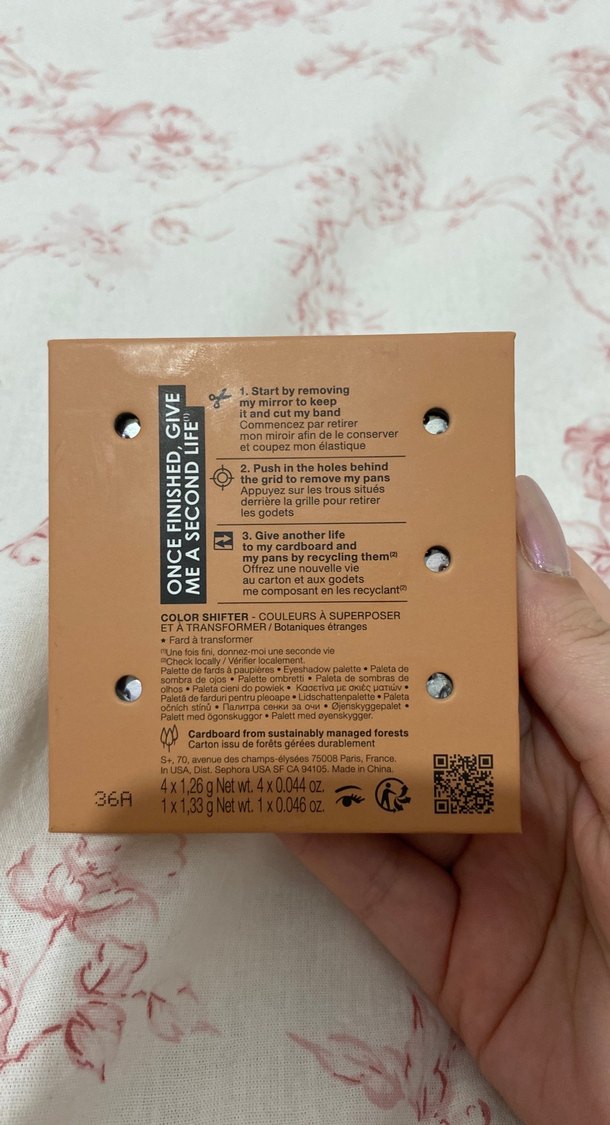 ONCE FINISHED, GIVE
ME A SECOND LIFE⁽¹⁾
1. Start by removing
my mirror to keep
it and cut my band
Commencez par retirer
mon miroir afin de le conserver
et coupez mon élastique
2. Push in the holes behind
the grid to remove my pans
Appuyez sur les trous situés
derrière la grille pour retirer
les godets
3. Give another life
to my cardboard and
my pans by recycling them⁽²⁾
Offrez une nouvelle vie
au carton et aux godets
me composant en les recyclant⁽²⁾
COLOR SHIFTER - COULEURS À SUPERPOSER
ET À TRANSFORMER / Botaniques étranges
★ Fard à transformer
⁽¹⁾Une fois fini, donnez-moi une seconde vie
⁽²⁾Check locally / Vérifier localement.
Palette de fards à paupières • Eyeshadow palette • Paleta de
sombra de ojos • Palette ombretti • Paleta de sombras de
olhos • Paleta cieni do powiek • Κασετίνα με σκιές ματιών •
Paletă de farduri pentru pleoape • Lidschattenpalette • Paleta
očních stínů • Палитра сенки за очи • Øjenskyggepalet •
Palett med ögonskuggor • Palett med øyenskygger.
Cardboard from sustainably managed forests
Carton issu de forêts gérées durablement
S+, 70, avenue des champs-élysées 75008 Paris, France.
In USA, Dist. Sephora USA SF CA 94105. Made in China.
4 x 1,26 g Net wt. 4 x 0.044 oz.
1 x 1,33 g Net wt. 1 x 0.046 oz.
36A